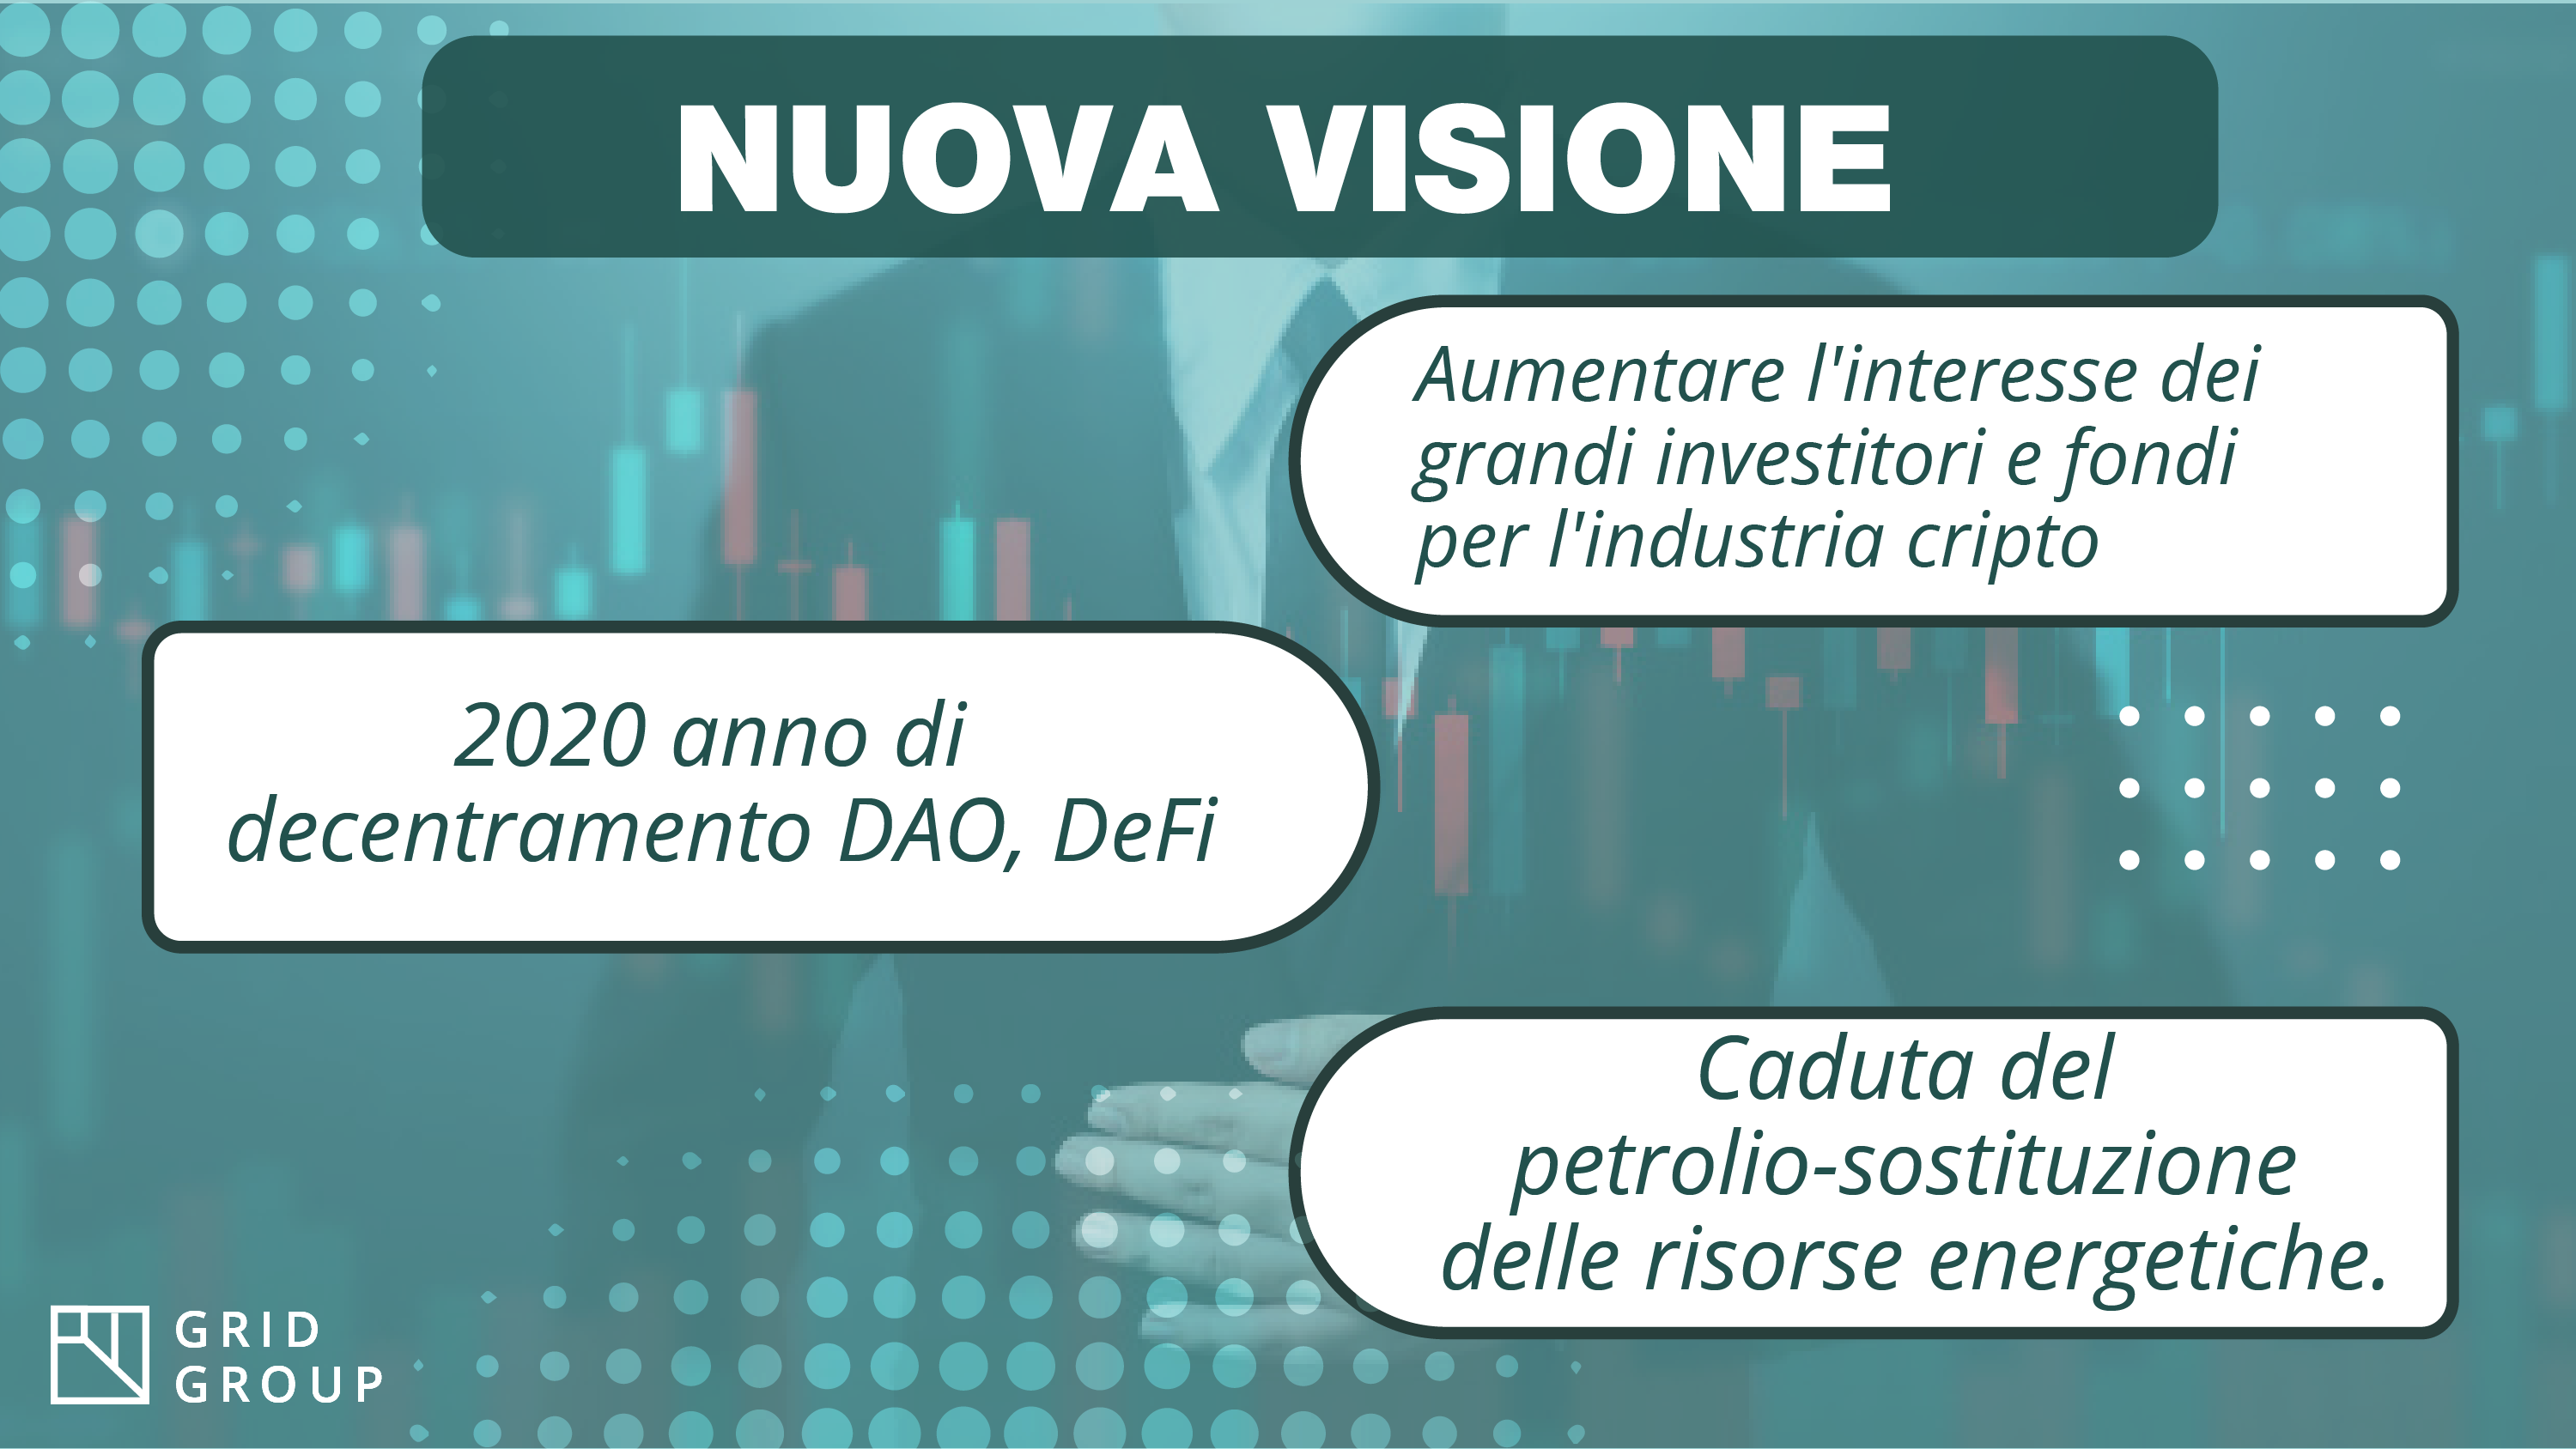 NUOVA VISIONE
Aumentare l'interesse dei
grandi investitori e fondi
per l'industria cripto
2020 anno di
decentramento DAO, DeFi
Caduta del
petrolio-sostituzione
delle risorse energetiche.
GRID
GROUP